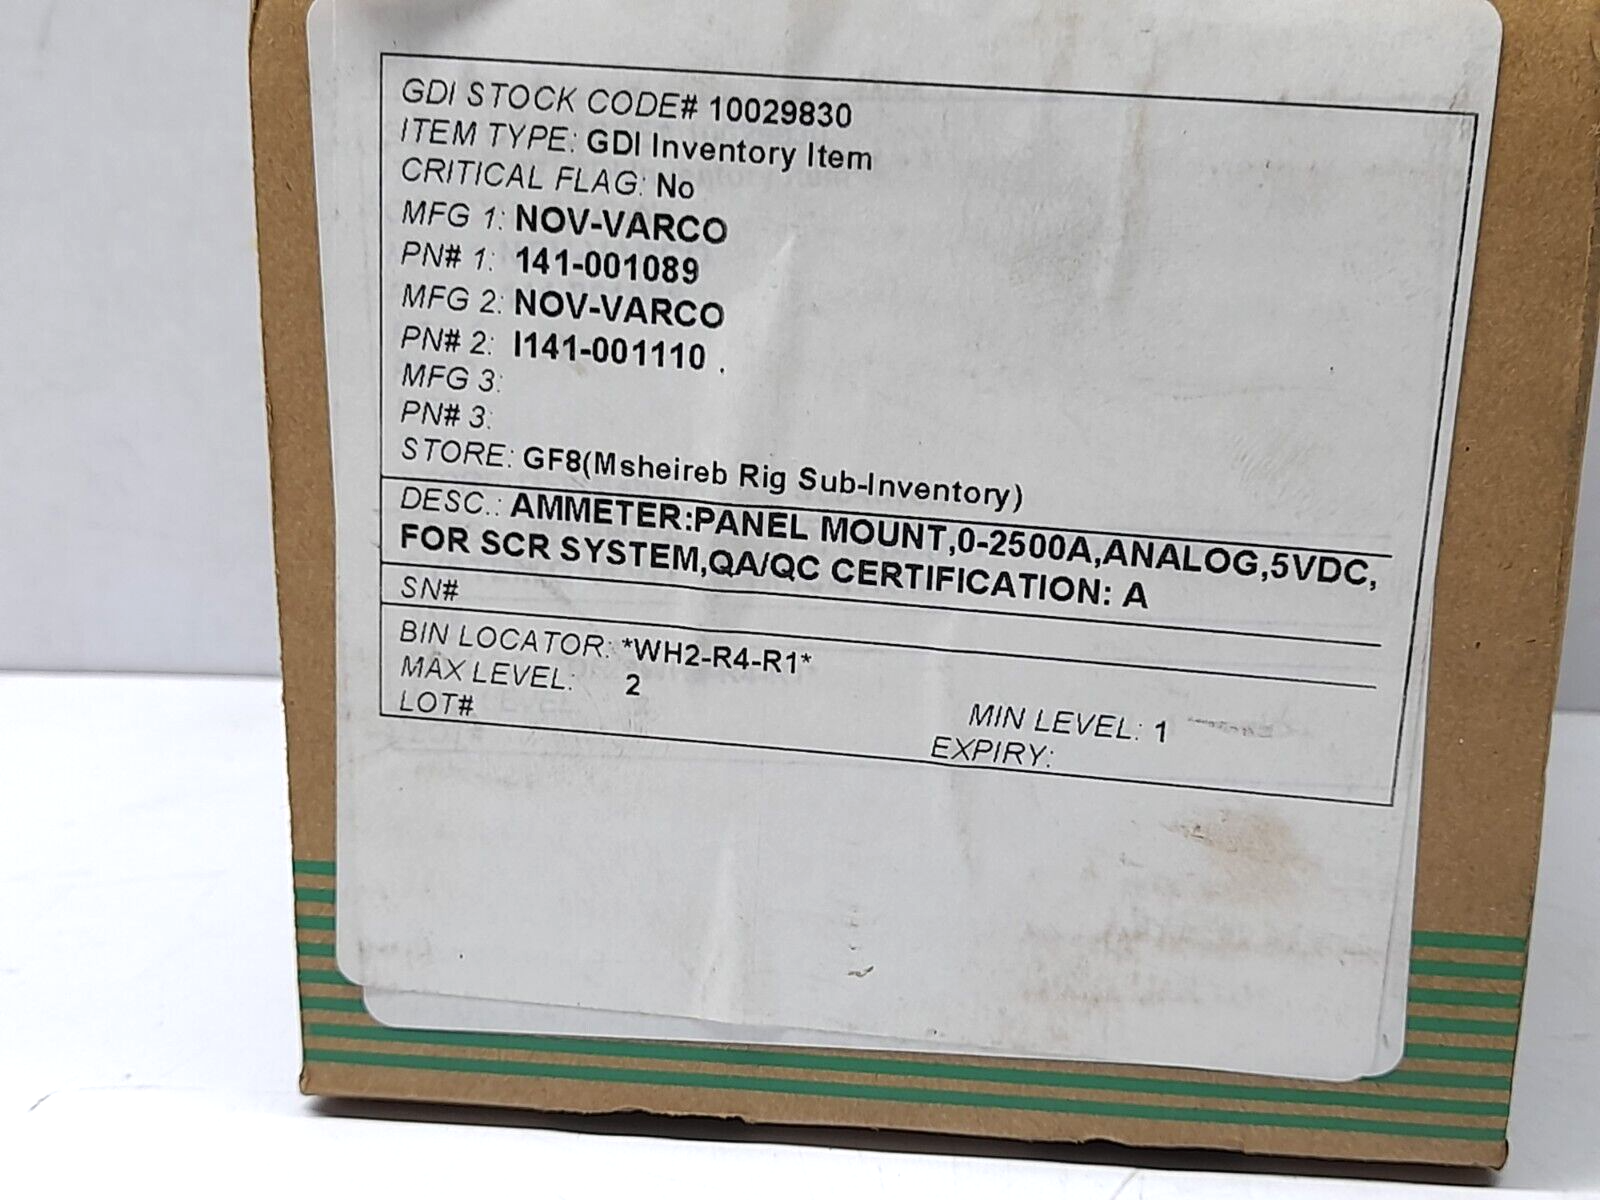 GDI STOCK CODE# 10029830
ITEM TYPE: GDI Inventory Item
CRITICAL FLAG: No
MFG 1: NOV-VARCO
PN# 1: 141-001089
MFG 2: NOV-VARCO
PN# 2: I141-001110 .
MFG 3:
PN# 3:
STORE: GF8(Msheireb Rig Sub-Inventory)
DESC.: AMMETER:PANEL MOUNT,0-2500A,ANALOG,5VDC,
FOR SCR SYSTEM,QA/QC CERTIFICATION: A
SN#
BIN LOCATOR: *WH2-R4-R1*
MAX LEVEL: 2 MIN LEVEL: 1
LOT# EXPIRY: